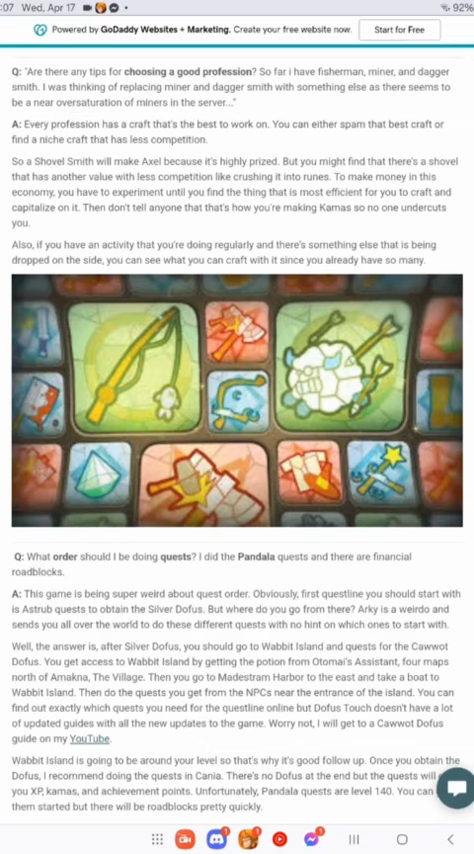 :07 Wed, Apr 17
92%
Powered by GoDaddy Websites + Marketing. Create your free website now.
Start for Free
Q: "Are there any tips for choosing a good profession? So far i have fisherman, miner, and dagger
smith. I was thinking of replacing miner and dagger smith with something else as there seems to
be a near oversaturation of miners in the server..."
A: Every profession has a craft that's the best to work on. You can either spam that best craft or
find a niche craft that has less competition.
So a Shovel Smith will make Axel because it's highly prized. But you might find that there's a shovel
that has another value with less competition like crushing it into runes. To make money in this
economy, you have to experiment until you find the thing that is most efficient for you to craft and
capitalize on it. Then don't tell anyone that that's how you're making Kamas so no one undercuts
you.
Also, if you have an activity that you're doing regularly and there's something else that is being
dropped on the side, you can see what you can craft with it since you already have so many.
Q: What order should I be doing quests? I did the Pandala quests and there are financial
roadblocks.
A: This game is being super weird about quest order. Obviously, first questline you should start with
is Astrub quests to obtain the Silver Dofus. But where do you go from there? Arky is a weirdo and
sends you all over the world to do these different quests with no hint on which ones to start with.
Well, the answer is, after Silver Dofus, you should go to Wabbit Island and quests for the Cawwot
Dofus. You get access to Wabbit Island by getting the potion from Otomai's Assistant, four maps
north of Amakna, The Village. Then you go to Madestram Harbor to the east and take a boat to
Wabbit Island. Then do the quests you get from the NPCs near the entrance of the island. You can
find out exactly which quests you need for the questline online but Dofus Touch doesn't have a lot
of updated guides with all the new updates to the game. Worry not, I will get to a Cawwot Dofus
guide on my YouTube.
Wabbit Island is going to be around your level so that's why it's good follow up. Once you obtain the
Dofus, I recommend doing the quests in Cania. There's no Dofus at the end but the quests will
you XP, kamas, and achievement points. Unfortunately, Pandala quests are level 140. You can
them started but there will be roadblocks pretty quickly.